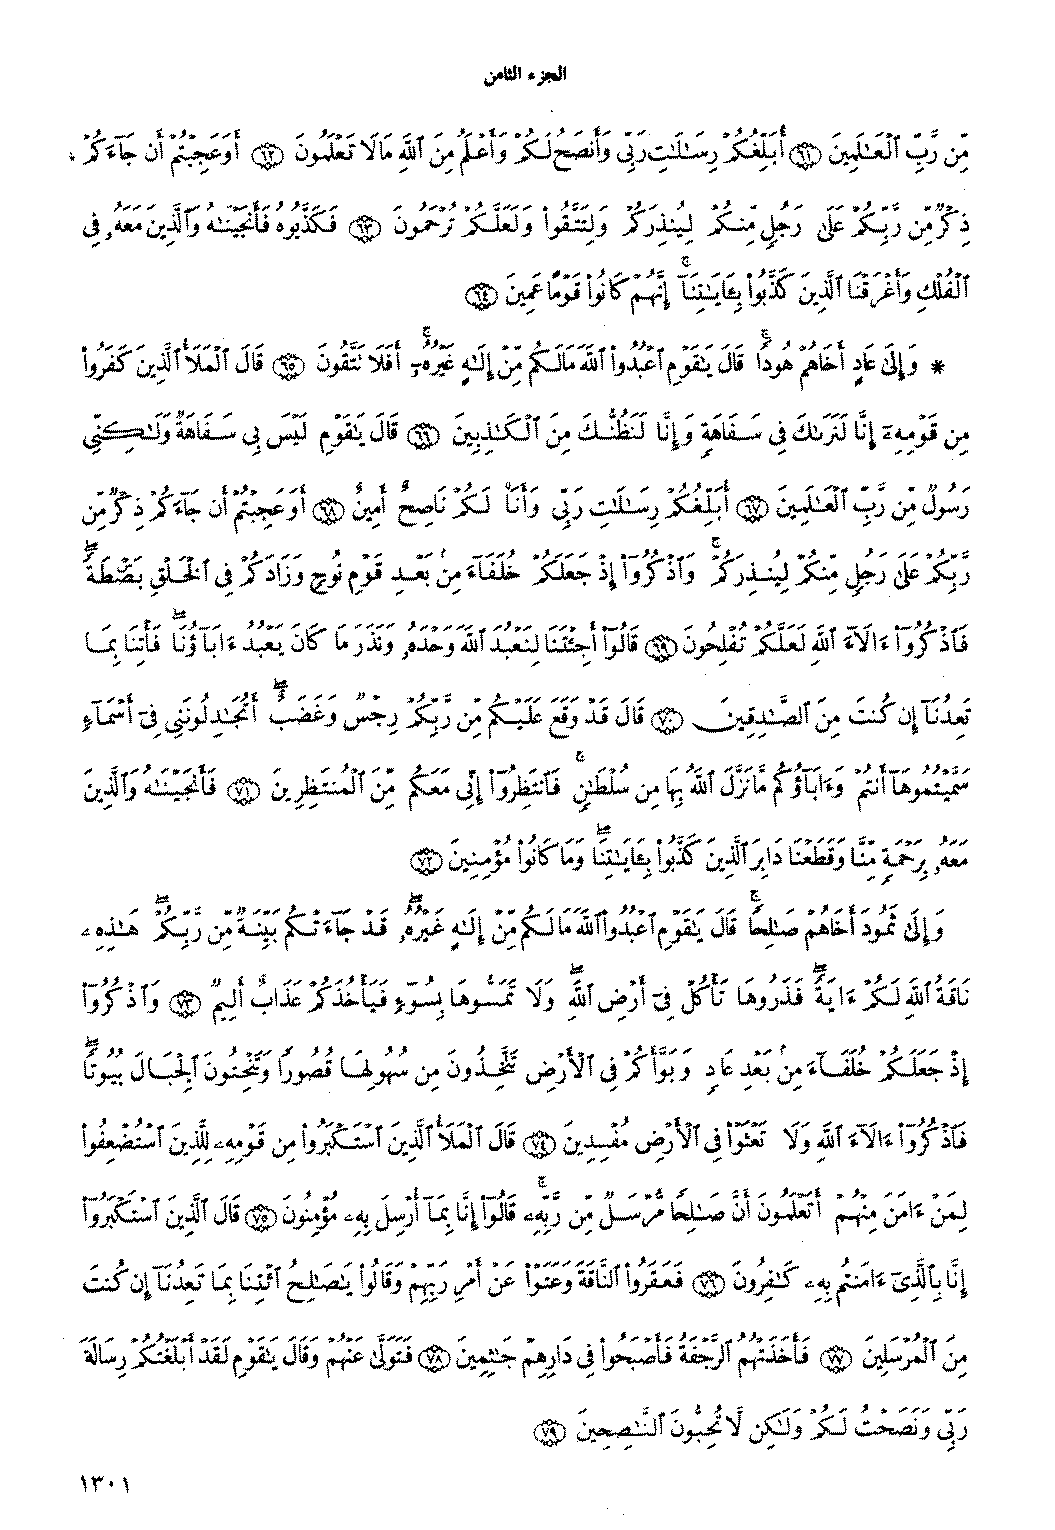 الجزء الثامن
مِّن رَّبِّ ٱلْعَـٰلَمِينَ ﴿٦١﴾ أُبَلِّغُكُمْ رِسَـٰلَـٰتِ رَبِّى وَأَنصَحُ لَكُمْ وَأَعْلَمُ مِنَ ٱللَّهِ مَا لَا تَعْلَمُونَ ﴿٦٢﴾ أَوَعَجِبْتُمْ أَن جَآءَكُمْ
ذِكْرٌ مِّن رَّبِّكُمْ عَلَىٰ رَجُلٍ مِّنكُمْ لِيُنذِرَكُمْ وَلِتَتَّقُوا۟ وَلَعَلَّكُمْ تُرْحَمُونَ ﴿٦٣﴾ فَكَذَّبُوهُ فَأَنجَيْنَـٰهُ وَٱلَّذِينَ مَعَهُۥ فِى
ٱلْفُلْكِ وَأَغْرَقْنَا ٱلَّذِينَ كَذَّبُوا۟ بِـَٔايَـٰتِنَآ ۚ إِنَّهُمْ كَانُوا۟ قَوْمًا عَمِينَ ﴿٦٤﴾
* وَإِلَىٰ عَادٍ أَخَاهُمْ هُودًا ۗ قَالَ يَـٰقَوْمِ ٱعْبُدُوا۟ ٱللَّهَ مَا لَكُم مِّنْ إِلَـٰهٍ غَيْرُهُۥٓ ۚ أَفَلَا تَتَّقُونَ ﴿٦٥﴾ قَالَ ٱلْمَلَأُ ٱلَّذِينَ كَفَرُوا۟
مِن قَوْمِهِۦٓ إِنَّا لَنَرَىٰكَ فِى سَفَاهَةٍ وَإِنَّا لَنَظُنُّكَ مِنَ ٱلْكَـٰذِبِينَ ﴿٦٦﴾ قَالَ يَـٰقَوْمِ لَيْسَ بِى سَفَاهَةٌ وَلَـٰكِنِّى
رَسُولٌ مِّن رَّبِّ ٱلْعَـٰلَمِينَ ﴿٦٧﴾ أُبَلِّغُكُمْ رِسَـٰلَـٰتِ رَبِّى وَأَنَا۠ لَكُمْ نَاصِحٌ أَمِينٌ ﴿٦٨﴾ أَوَعَجِبْتُمْ أَن جَآءَكُمْ ذِكْرٌ مِّن
رَّبِّكُمْ عَلَىٰ رَجُلٍ مِّنكُمْ لِيُنذِرَكُمْ ۚ وَٱذْكُرُوٓا۟ إِذْ جَعَلَكُمْ خُلَفَآءَ مِنۢ بَعْدِ قَوْمِ نُوحٍ وَزَادَكُمْ فِى ٱلْخَلْقِ بَصْۜطَةً ۖ
فَٱذْكُرُوٓا۟ ءَالَآءَ ٱللَّهِ لَعَلَّكُمْ تُفْلِحُونَ ﴿٦٩﴾ قَالُوٓا۟ أَجِئْتَنَا لِنَعْبُدَ ٱللَّهَ وَحْدَهُۥ وَنَذَرَ مَا كَانَ يَعْبُدُ ءَابَآؤُنَا ۖ فَأْتِنَا بِمَا
تَعِدُنَآ إِن كُنتَ مِنَ ٱلصَّـٰدِقِينَ ﴿٧٠﴾ قَالَ قَدْ وَقَعَ عَلَيْكُم مِّن رَّبِّكُمْ رِجْسٌ وَغَضَبٌ ۖ أَتُجَـٰدِلُونَنِى فِىٓ أَسْمَآءٍ
سَمَّيْتُمُوهَآ أَنتُمْ وَءَابَآؤُكُم مَّا نَزَّلَ ٱللَّهُ بِهَا مِن سُلْطَـٰنٍ ۚ فَٱنتَظِرُوٓا۟ إِنِّى مَعَكُم مِّنَ ٱلْمُنتَظِرِينَ ﴿٧١﴾ فَأَنجَيْنَـٰهُ وَٱلَّذِينَ
مَعَهُۥ بِرَحْمَةٍ مِّنَّا وَقَطَعْنَا دَابِرَ ٱلَّذِينَ كَذَّبُوا۟ بِـَٔايَـٰتِنَا ۖ وَمَا كَانُوا۟ مُؤْمِنِينَ ﴿٧٢﴾
وَإِلَىٰ ثَمُودَ أَخَاهُمْ صَـٰلِحًا ۗ قَالَ يَـٰقَوْمِ ٱعْبُدُوا۟ ٱللَّهَ مَا لَكُم مِّنْ إِلَـٰهٍ غَيْرُهُۥ ۖ قَدْ جَآءَتْكُم بَيِّنَةٌ مِّن رَّبِّكُمْ ۖ هَـٰذِهِۦ
نَاقَةُ ٱللَّهِ لَكُمْ ءَايَةً ۖ فَذَرُوهَا تَأْكُلْ فِىٓ أَرْضِ ٱللَّهِ ۖ وَلَا تَمَسُّوهَا بِسُوٓءٍ فَيَأْخُذَكُمْ عَذَابٌ أَلِيمٌ ﴿٧٣﴾ وَٱذْكُرُوٓا۟
إِذْ جَعَلَكُمْ خُلَفَآءَ مِنۢ بَعْدِ عَادٍ وَبَوَّأَكُمْ فِى ٱلْأَرْضِ تَتَّخِذُونَ مِن سُهُولِهَا قُصُورًا وَتَنْحِتُونَ ٱلْجِبَالَ بُيُوتًا ۖ
فَٱذْكُرُوٓا۟ ءَالَآءَ ٱللَّهِ وَلَا تَعْثَوْا۟ فِى ٱلْأَرْضِ مُفْسِدِينَ ﴿٧٤﴾ قَالَ ٱلْمَلَأُ ٱلَّذِينَ ٱسْتَكْبَرُوا۟ مِن قَوْمِهِۦ لِلَّذِينَ ٱسْتُضْعِفُوا۟
لِمَنْ ءَامَنَ مِنْهُمْ أَتَعْلَمُونَ أَنَّ صَـٰلِحًا مُّرْسَلٌ مِّن رَّبِّهِۦ ۚ قَالُوٓا۟ إِنَّا بِمَآ أُرْسِلَ بِهِۦ مُؤْمِنُونَ ﴿٧٥﴾ قَالَ ٱلَّذِينَ ٱسْتَكْبَرُوٓا۟
إِنَّا بِٱلَّذِىٓ ءَامَنتُم بِهِۦ كَـٰفِرُونَ ﴿٧٦﴾ فَعَقَرُوا۟ ٱلنَّاقَةَ وَعَتَوْا۟ عَنْ أَمْرِ رَبِّهِمْ وَقَالُوا۟ يَـٰصَـٰلِحُ ٱئْتِنَا بِمَا تَعِدُنَآ إِن كُنتَ
مِنَ ٱلْمُرْسَلِينَ ﴿٧٧﴾ فَأَخَذَتْهُمُ ٱلرَّجْفَةُ فَأَصْبَحُوا۟ فِى دَارِهِمْ جَـٰثِمِينَ ﴿٧٨﴾ فَتَوَلَّىٰ عَنْهُمْ وَقَالَ يَـٰقَوْمِ لَقَدْ أَبْلَغْتُكُمْ رِسَالَةَ
رَبِّى وَنَصَحْتُ لَكُمْ وَلَـٰكِن لَّا تُحِبُّونَ ٱلنَّـٰصِحِينَ ﴿٧٩﴾
١٣٠١